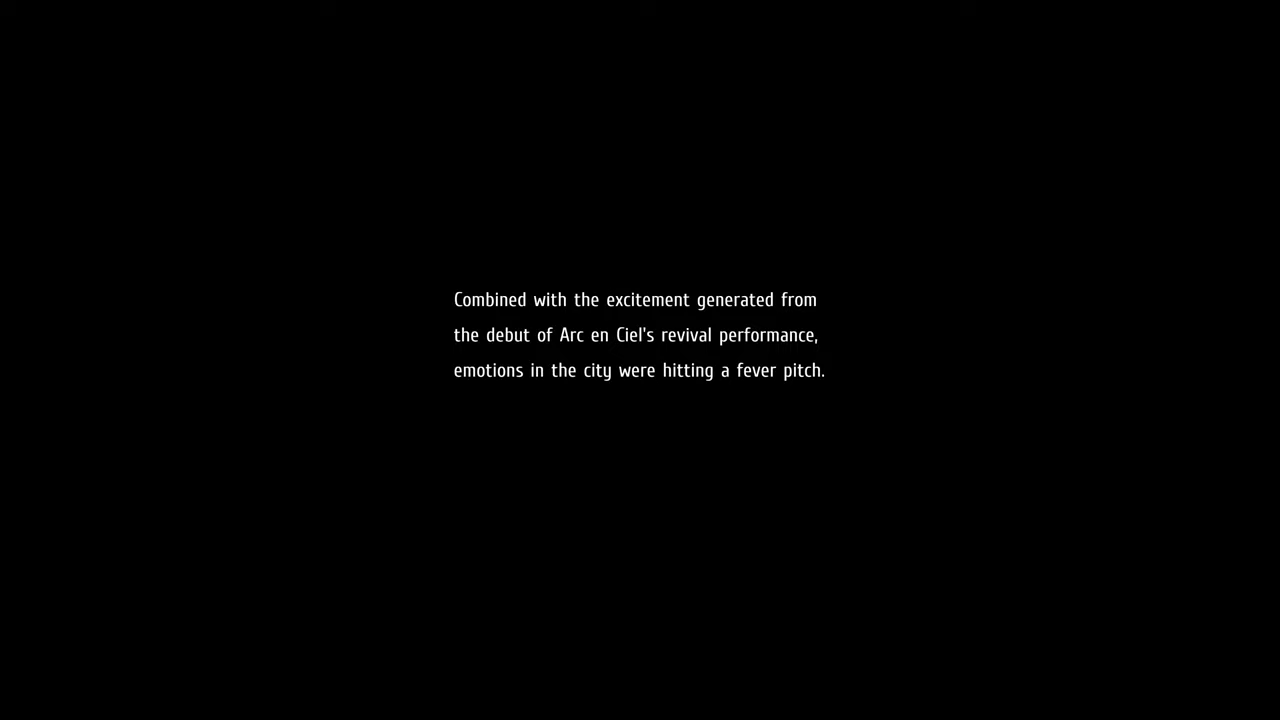 Combined with the excitement generated from
the debut of Arc en Ciel's revival performance,
emotions in the city were hitting a fever pitch.